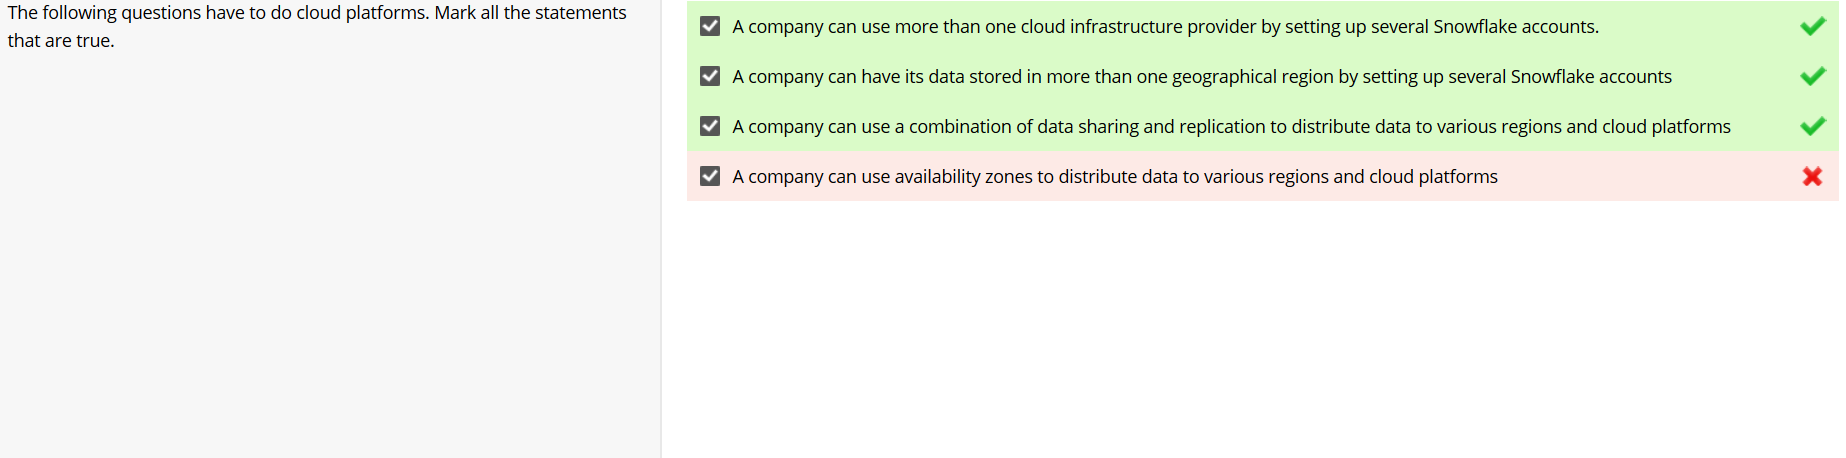 The following questions have to do cloud platforms. Mark all the statements
that are true.
A company can use more than one cloud infrastructure provider by setting up several Snowflake accounts.
A company can have its data stored in more than one geographical region by setting up several Snowflake accounts
A company can use a combination of data sharing and replication to distribute data to various regions and cloud platforms
A company can use availability zones to distribute data to various regions and cloud platforms